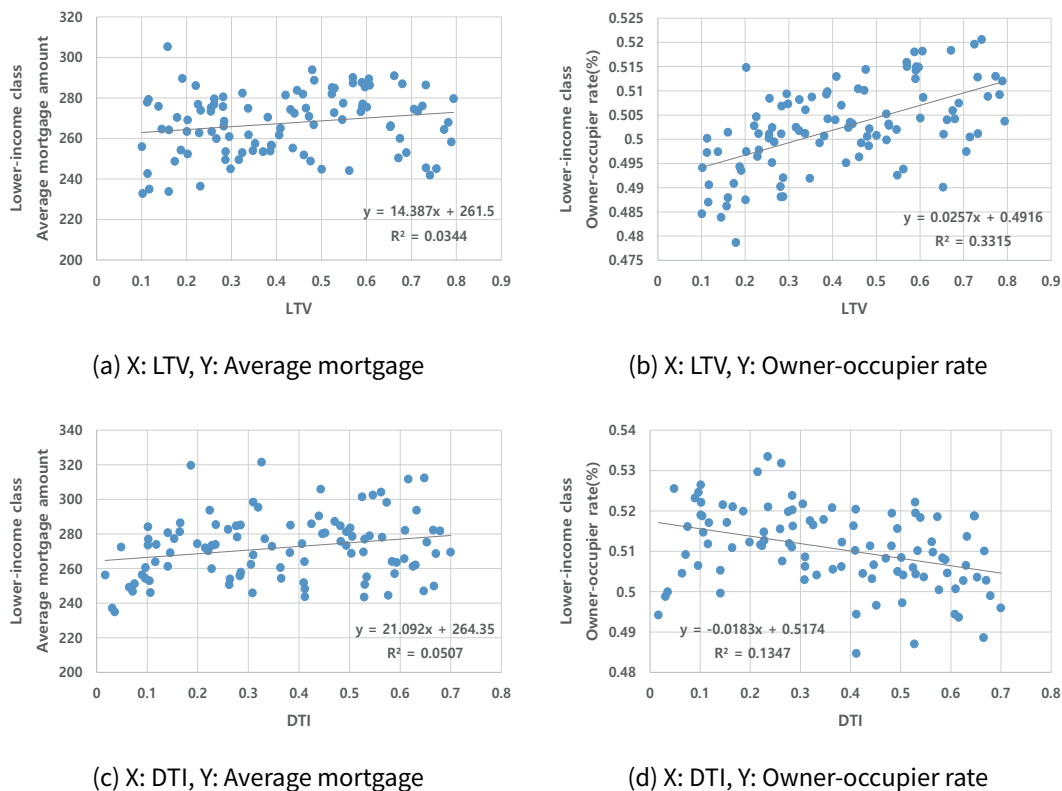 Lower-income class
Average mortgage amount
320
300
280
260
240
220
200
0
0.1
0.2
0.3
0.4
0.5
0.6
0.7
0.8
0.9
LTV
y = 14.387x + 261.5
R² = 0.0344
(a) X: LTV, Y: Average mortgage
Lower-income class
Owner-occupier rate(%)
0.525
0.52
0.515
0.51
0.505
0.5
0.495
0.49
0.485
0.48
0.475
0
0.1
0.2
0.3
0.4
0.5
0.6
0.7
0.8
0.9
LTV
y = 0.0257x + 0.4916
R² = 0.3315
(b) X: LTV, Y: Owner-occupier rate
Lower-income class
Average mortgage amount
340
320
300
280
260
240
220
200
0
0.1
0.2
0.3
0.4
0.5
0.6
0.7
0.8
DTI
y = 21.092x + 264.35
R² = 0.0507
(c) X: DTI, Y: Average mortgage
Lower-income class
Owner-occupier rate(%)
0.54
0.53
0.52
0.51
0.5
0.49
0.48
0
0.1
0.2
0.3
0.4
0.5
0.6
0.7
0.8
DTI
y = -0.0183x + 0.5174
R² = 0.1347
(d) X: DTI, Y: Owner-occupier rate